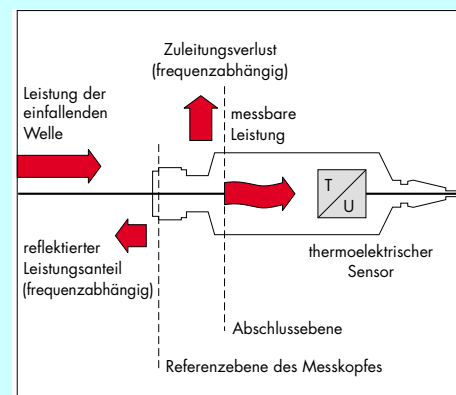 Zuleitungsverlust
(frequenzabhängig)
Leistung der
einfallenden
Welle
messbare
Leistung
T
U
reflektierter
Leistungsanteil
(frequenzabhängig)
thermoelektrischer
Sensor
Abschlussebene
Referenzebene des Messkopfes